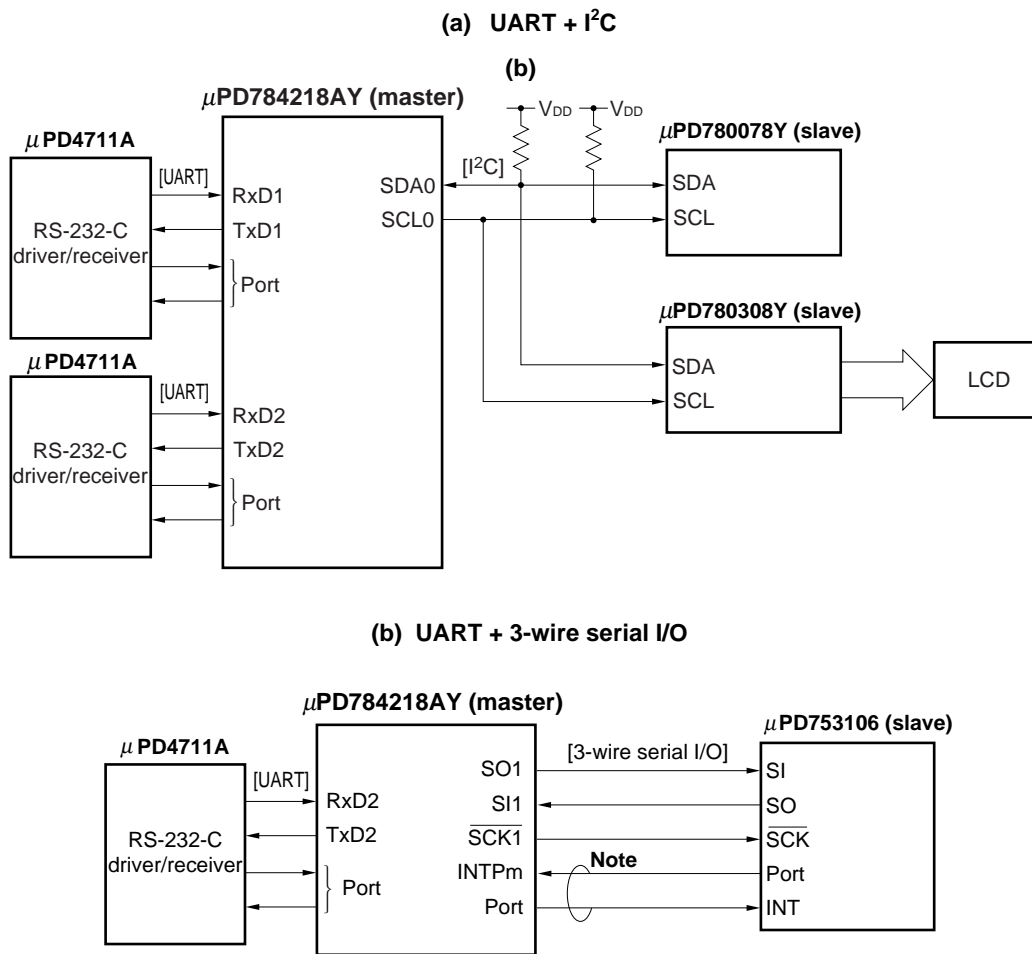 (a) UART + I²C
(b)
μPD784218AY (master)
VDD VDD
μPD4711A
μPD780078Y (slave)
[UART]
[I²C]
RxD1
SDA0
SDA
RS-232-C
driver/receiver
TxD1
SCL0
SCL
Port
μPD780308Y (slave)
μPD4711A
SDA
LCD
[UART]
SCL
RxD2
RS-232-C
driver/receiver
TxD2
Port
(b) UART + 3-wire serial I/O
μPD784218AY (master)
μPD753106 (slave)
μPD4711A
[3-wire serial I/O]
[UART]
SO1
SI
RxD2
SI1
SO
RS-232-C
driver/receiver
TxD2
SCK1
SCK
Note
INTPm
Port
Port
Port
INT